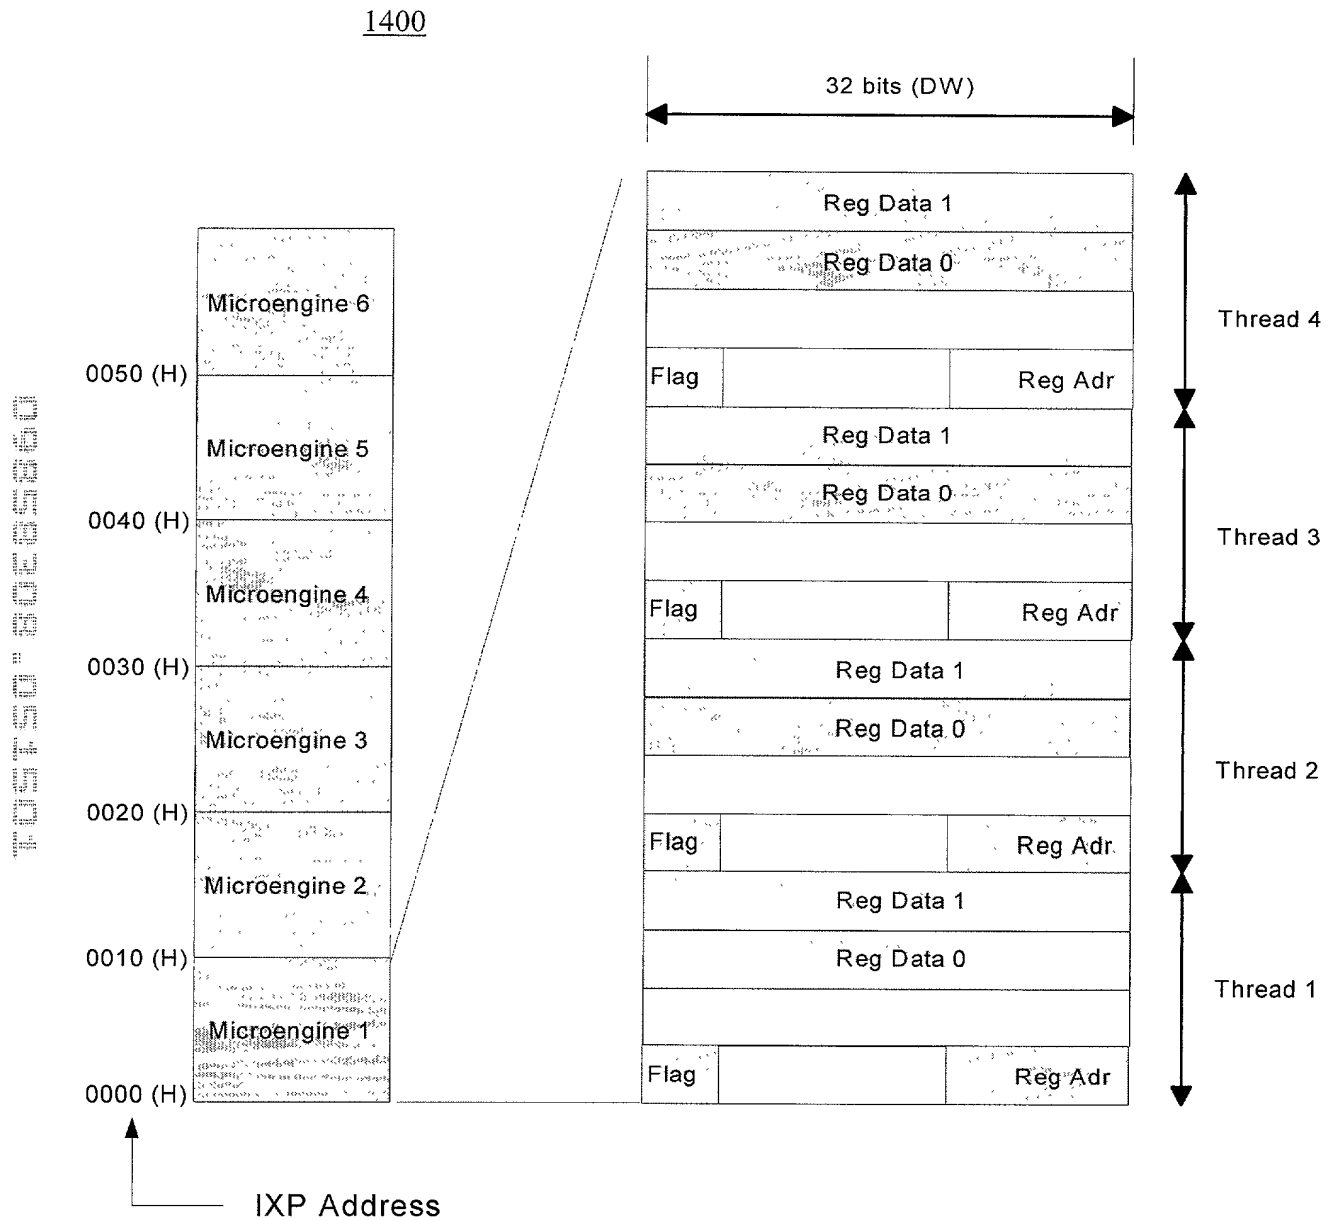 1400
32 bits (DW)
Reg Data 1
Reg Data 0
Flag
Reg Adr
Thread 4
Reg Data 1
Reg Data 0
Flag
Reg Adr
Thread 3
Reg Data 1
Reg Data 0
Flag
Reg Adr
Thread 2
Reg Data 1
Reg Data 0
Flag
Reg Adr
Thread 1
Microengine 6
0050 (H)
Microengine 5
0040 (H)
Microengine 4
0030 (H)
Microengine 3
0020 (H)
Microengine 2
0010 (H)
Microengine 1
0000 (H)
IXP Address